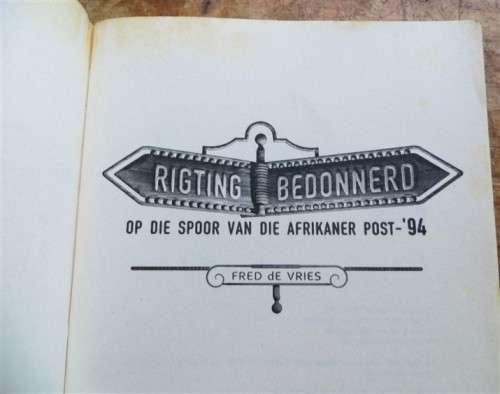 RIGTING BEDONNERD
OP DIE SPOOR VAN DIE AFRIKANER POST-'94
FRED de VRIES